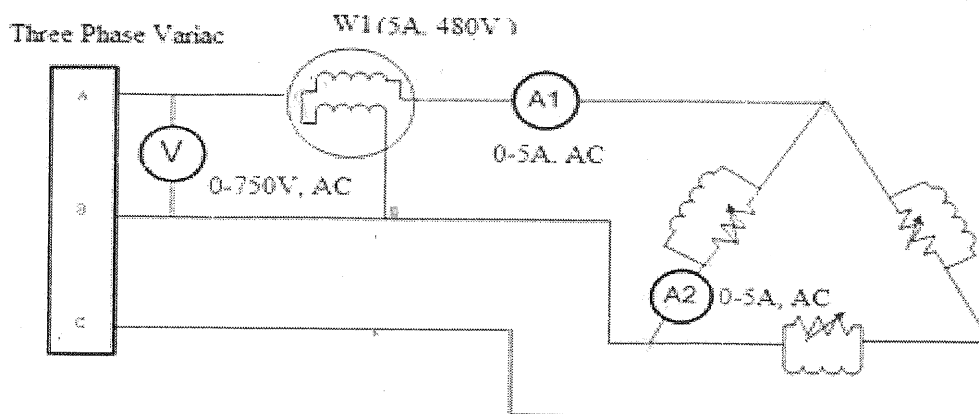 W1(5A. 480V)
Three Phase Variac
A
A1
V
0-5A. AC
0-750V, AC
B
A2
0-5A, AC
C